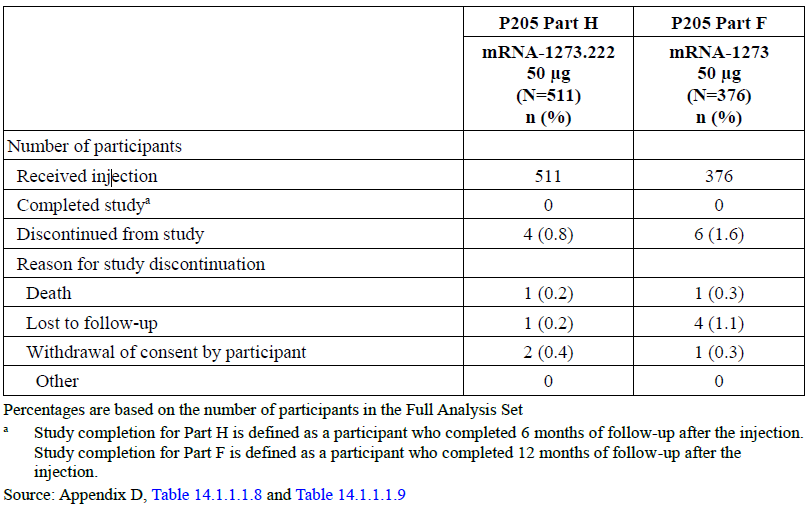 P205 Part H P205 Part F
mRNA-1273.222 mRNA-1273
50 µg 50 µg
(N=511) (N=376)
n (%) n (%)
Number of participants
Received injection 511 376
Completed studyᵃ 0 0
Discontinued from study 4 (0.8) 6 (1.6)
Reason for study discontinuation
Death 1 (0.2) 1 (0.3)
Lost to follow-up 1 (0.2) 4 (1.1)
Withdrawal of consent by participant 2 (0.4) 1 (0.3)
Other 0 0
Percentages are based on the number of participants in the Full Analysis Set
ᵃ Study completion for Part H is defined as a participant who completed 6 months of follow-up after the injection.
Study completion for Part F is defined as a participant who completed 12 months of follow-up after the
injection.
Source: Appendix D, Table 14.1.1.1.8 and Table 14.1.1.1.9